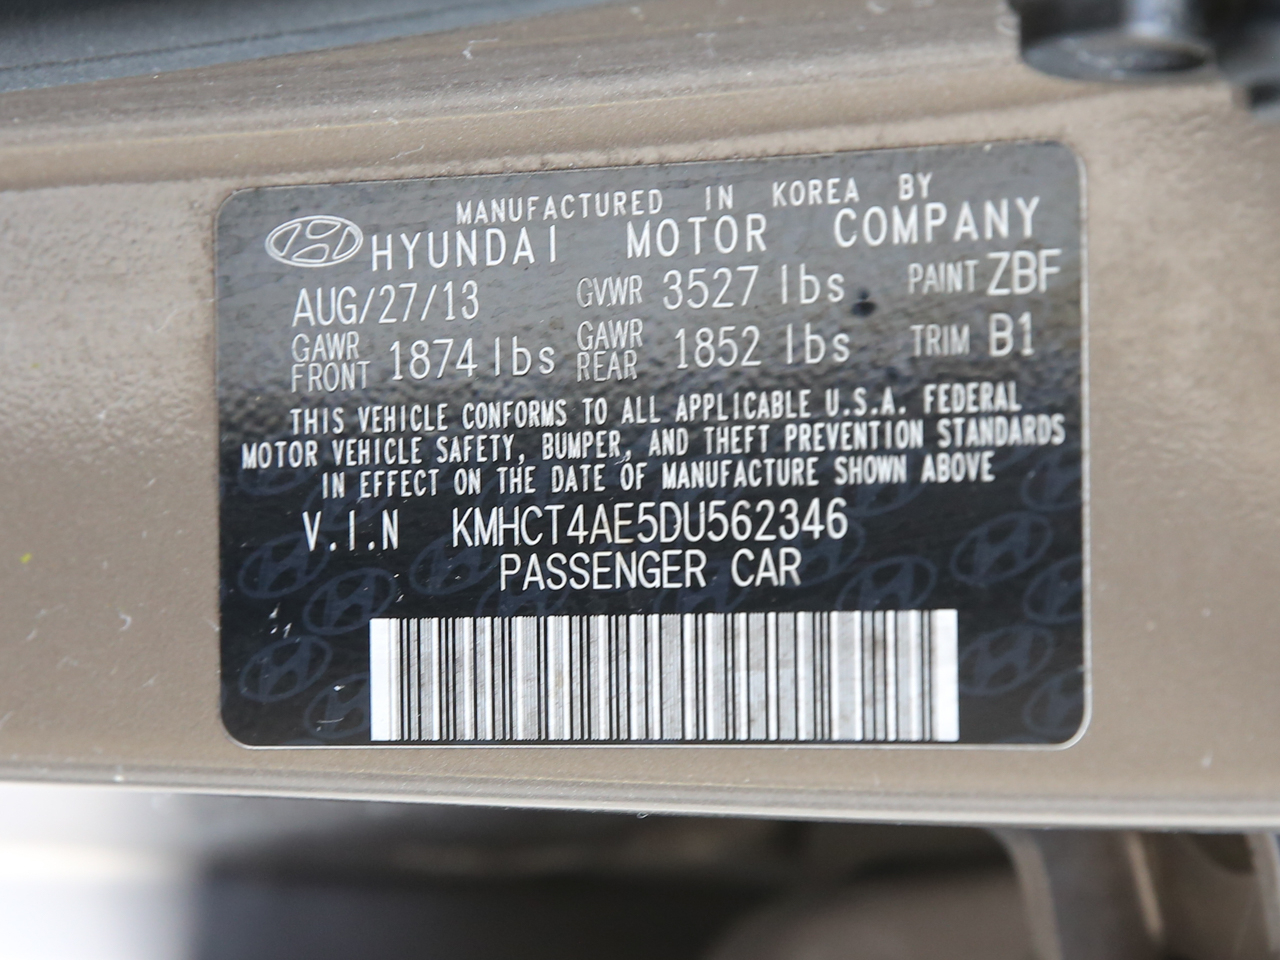 MANUFACTURED IN KOREA BY
HYUNDAI MOTOR COMPANY
AUG/27/13 GVWR 3527 lbs PAINT ZBF
GAWR FRONT 1874 lbs GAWR REAR 1852 lbs TRIM B1
THIS VEHICLE CONFORMS TO ALL APPLICABLE U.S.A. FEDERAL
MOTOR VEHICLE SAFETY, BUMPER, AND THEFT PREVENTION STANDARDS
IN EFFECT ON THE DATE OF MANUFACTURE SHOWN ABOVE
V.I.N KMHCT4AE5DU562346
PASSENGER CAR